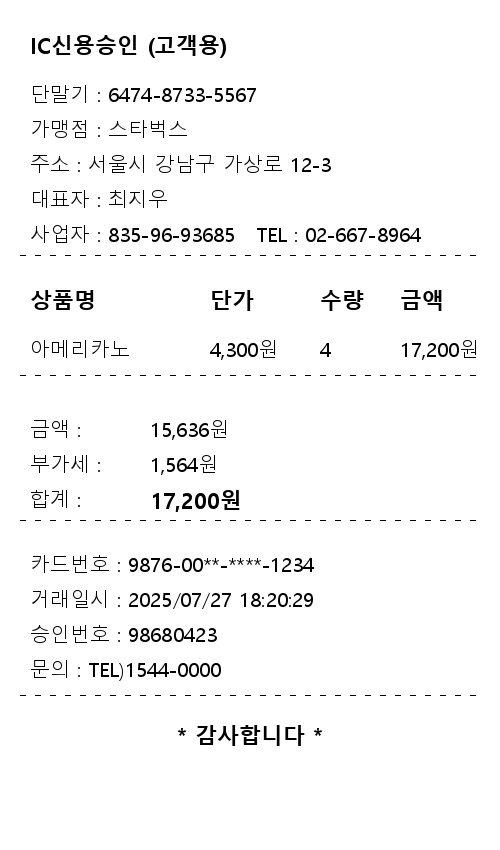 IC신용승인 (고객용)
단말기 : 6474-8733-5567
가맹점 : 스타벅스
주소 : 서울시 강남구 가상로 12-3
대표자 : 최지우
사업자 : 835-96-93685 TEL : 02-667-8964
상품명 단가 수량 금액
아메리카노 4,300원 4 17,200원
금액 : 15,636원
부가세 : 1,564원
합계 : 17,200원
카드번호 : 9876-00**-****-1234
거래일시 : 2025/07/27 18:20:29
승인번호 : 98680423
문의 : TEL)1544-0000
* 감사합니다 *